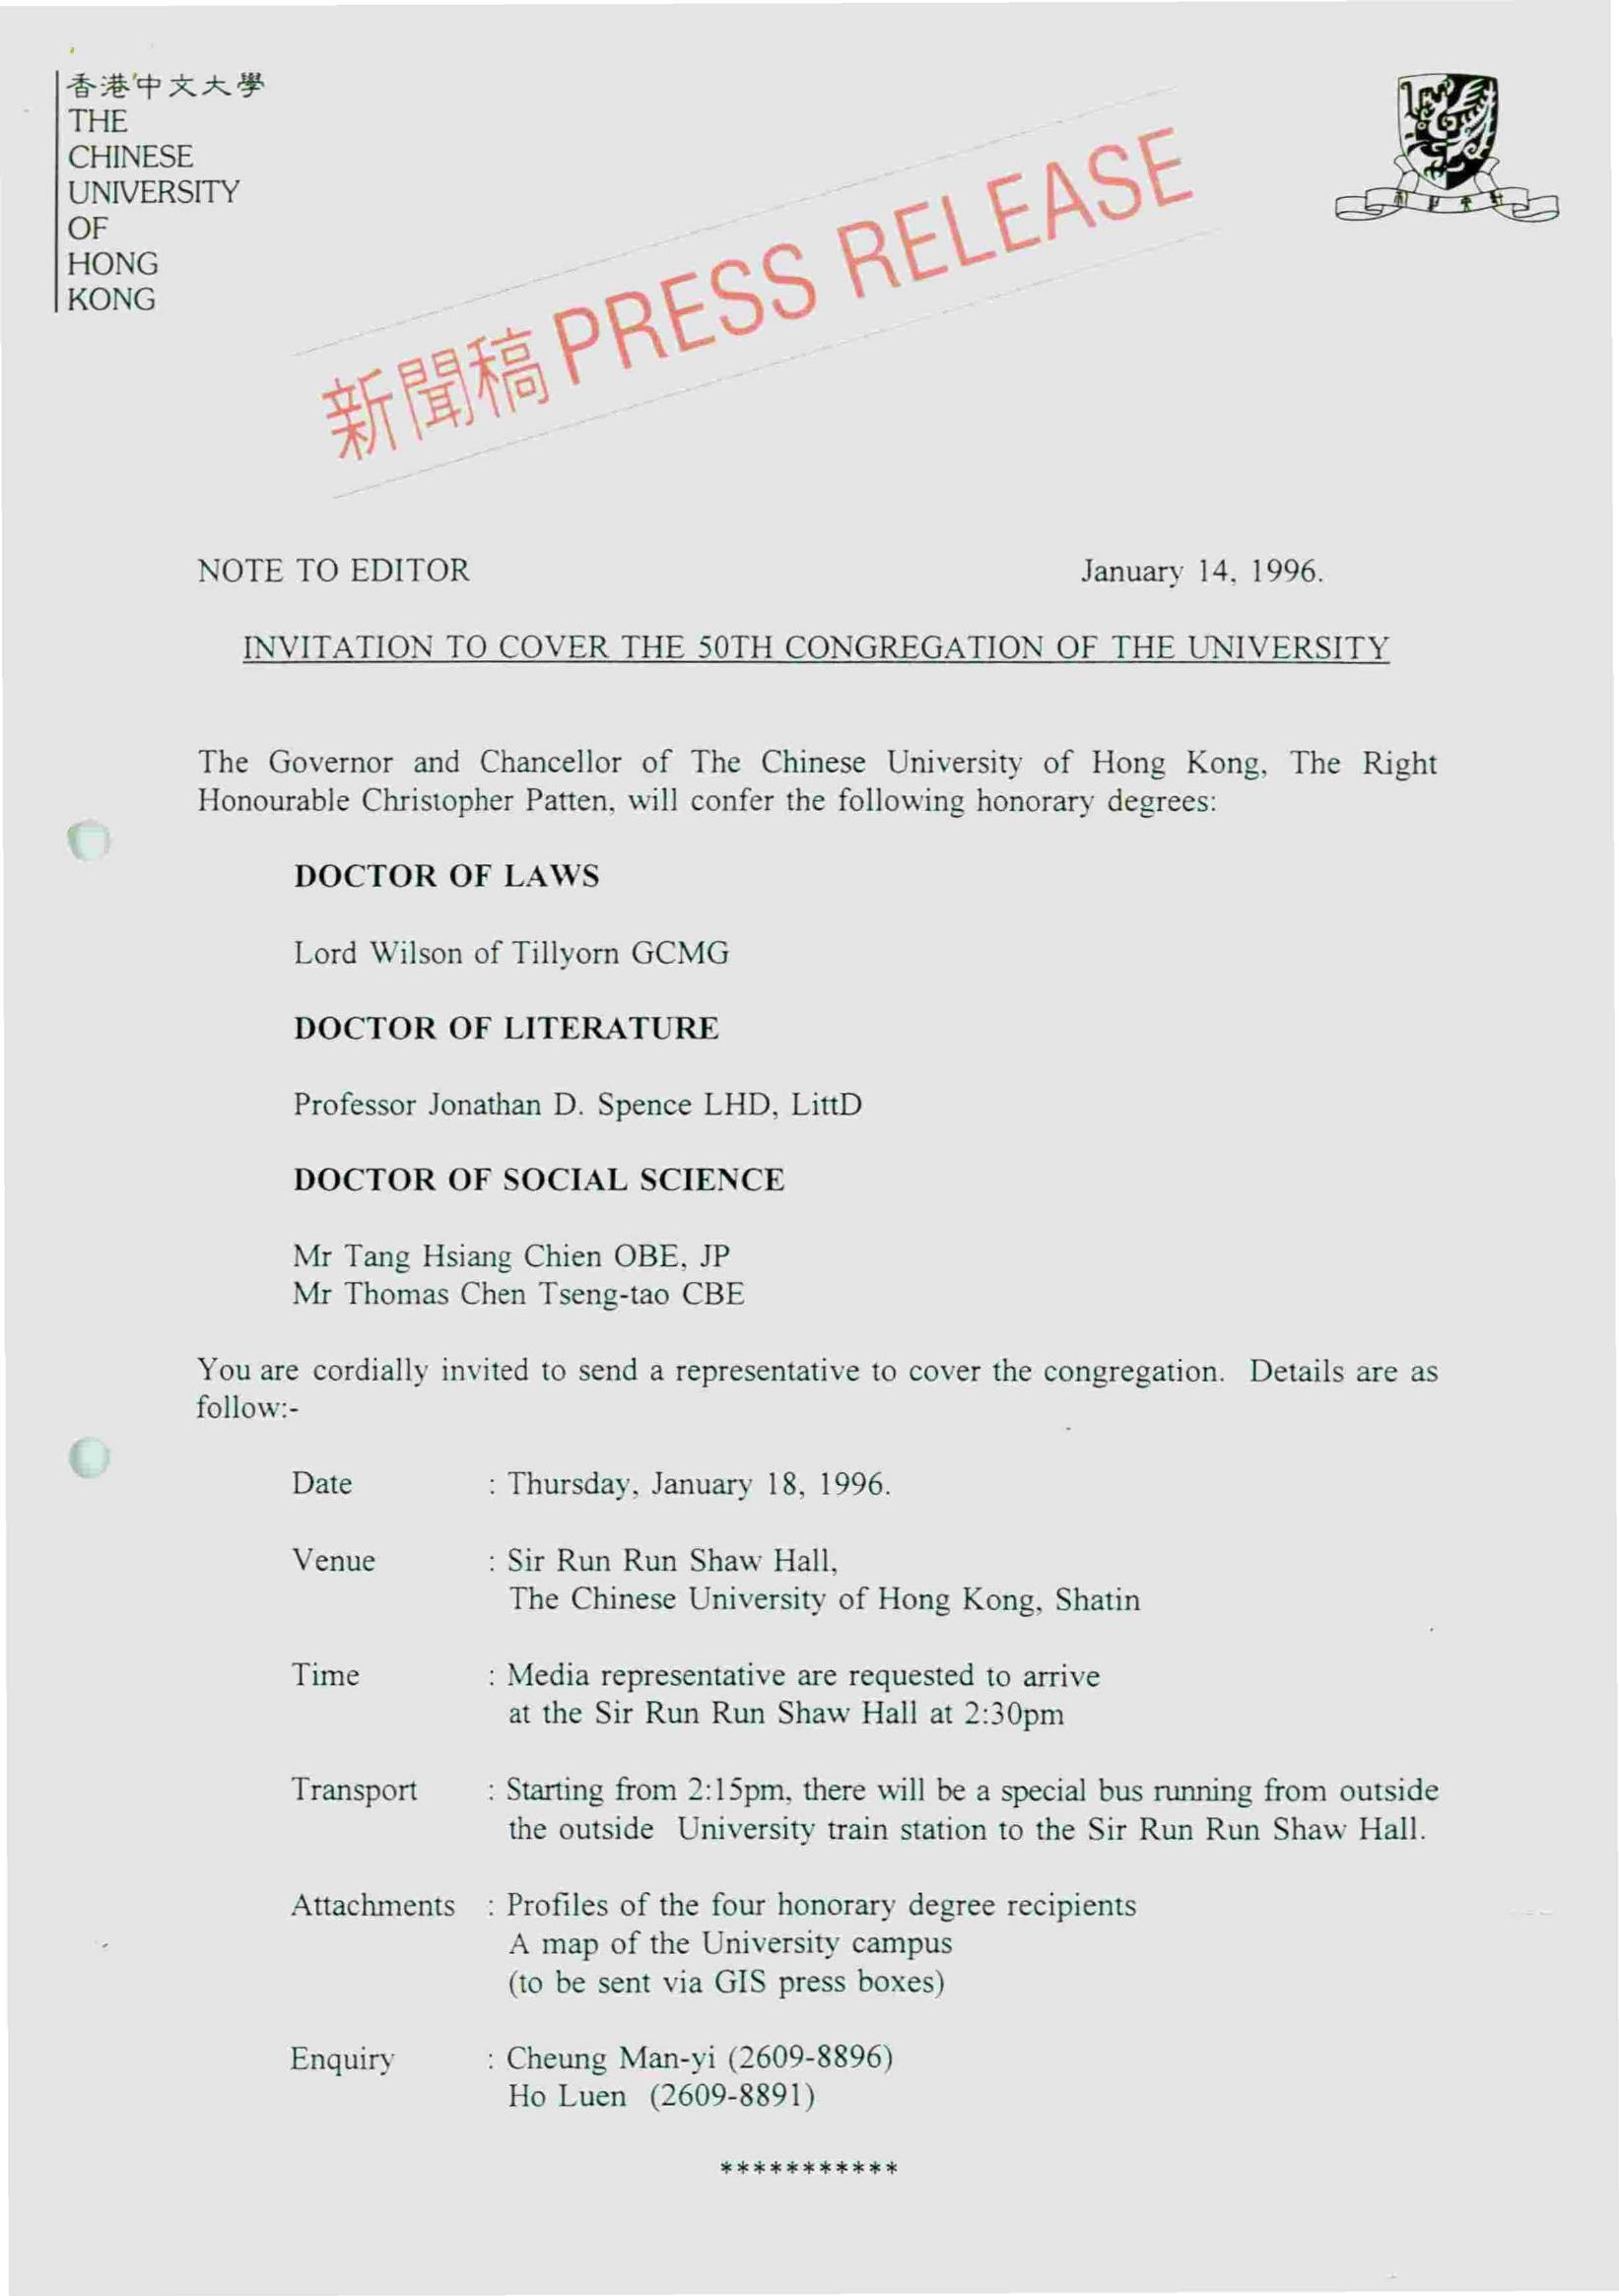 香港中文大學
THE
CHINESE
UNIVERSITY
OF
HONG
KONG
新聞稿 PRESS RELEASE
NOTE TO EDITOR January 14, 1996.
INVITATION TO COVER THE 50TH CONGREGATION OF THE UNIVERSITY
The Governor and Chancellor of The Chinese University of Hong Kong, The Right
Honourable Christopher Patten, will confer the following honorary degrees:
DOCTOR OF LAWS
Lord Wilson of Tillyorn GCMG
DOCTOR OF LITERATURE
Professor Jonathan D. Spence LHD, LittD
DOCTOR OF SOCIAL SCIENCE
Mr Tang Hsiang Chien OBE, JP
Mr Thomas Chen Tseng-tao CBE
You are cordially invited to send a representative to cover the congregation. Details are as
follow:-
Date : Thursday, January 18, 1996.
Venue : Sir Run Run Shaw Hall,
The Chinese University of Hong Kong, Shatin
Time : Media representative are requested to arrive
at the Sir Run Run Shaw Hall at 2:30pm
Transport : Starting from 2:15pm, there will be a special bus running from outside
the outside University train station to the Sir Run Run Shaw Hall.
Attachments : Profiles of the four honorary degree recipients
A map of the University campus
(to be sent via GIS press boxes)
Enquiry : Cheung Man-yi (2609-8896)
Ho Luen (2609-8891)
***********